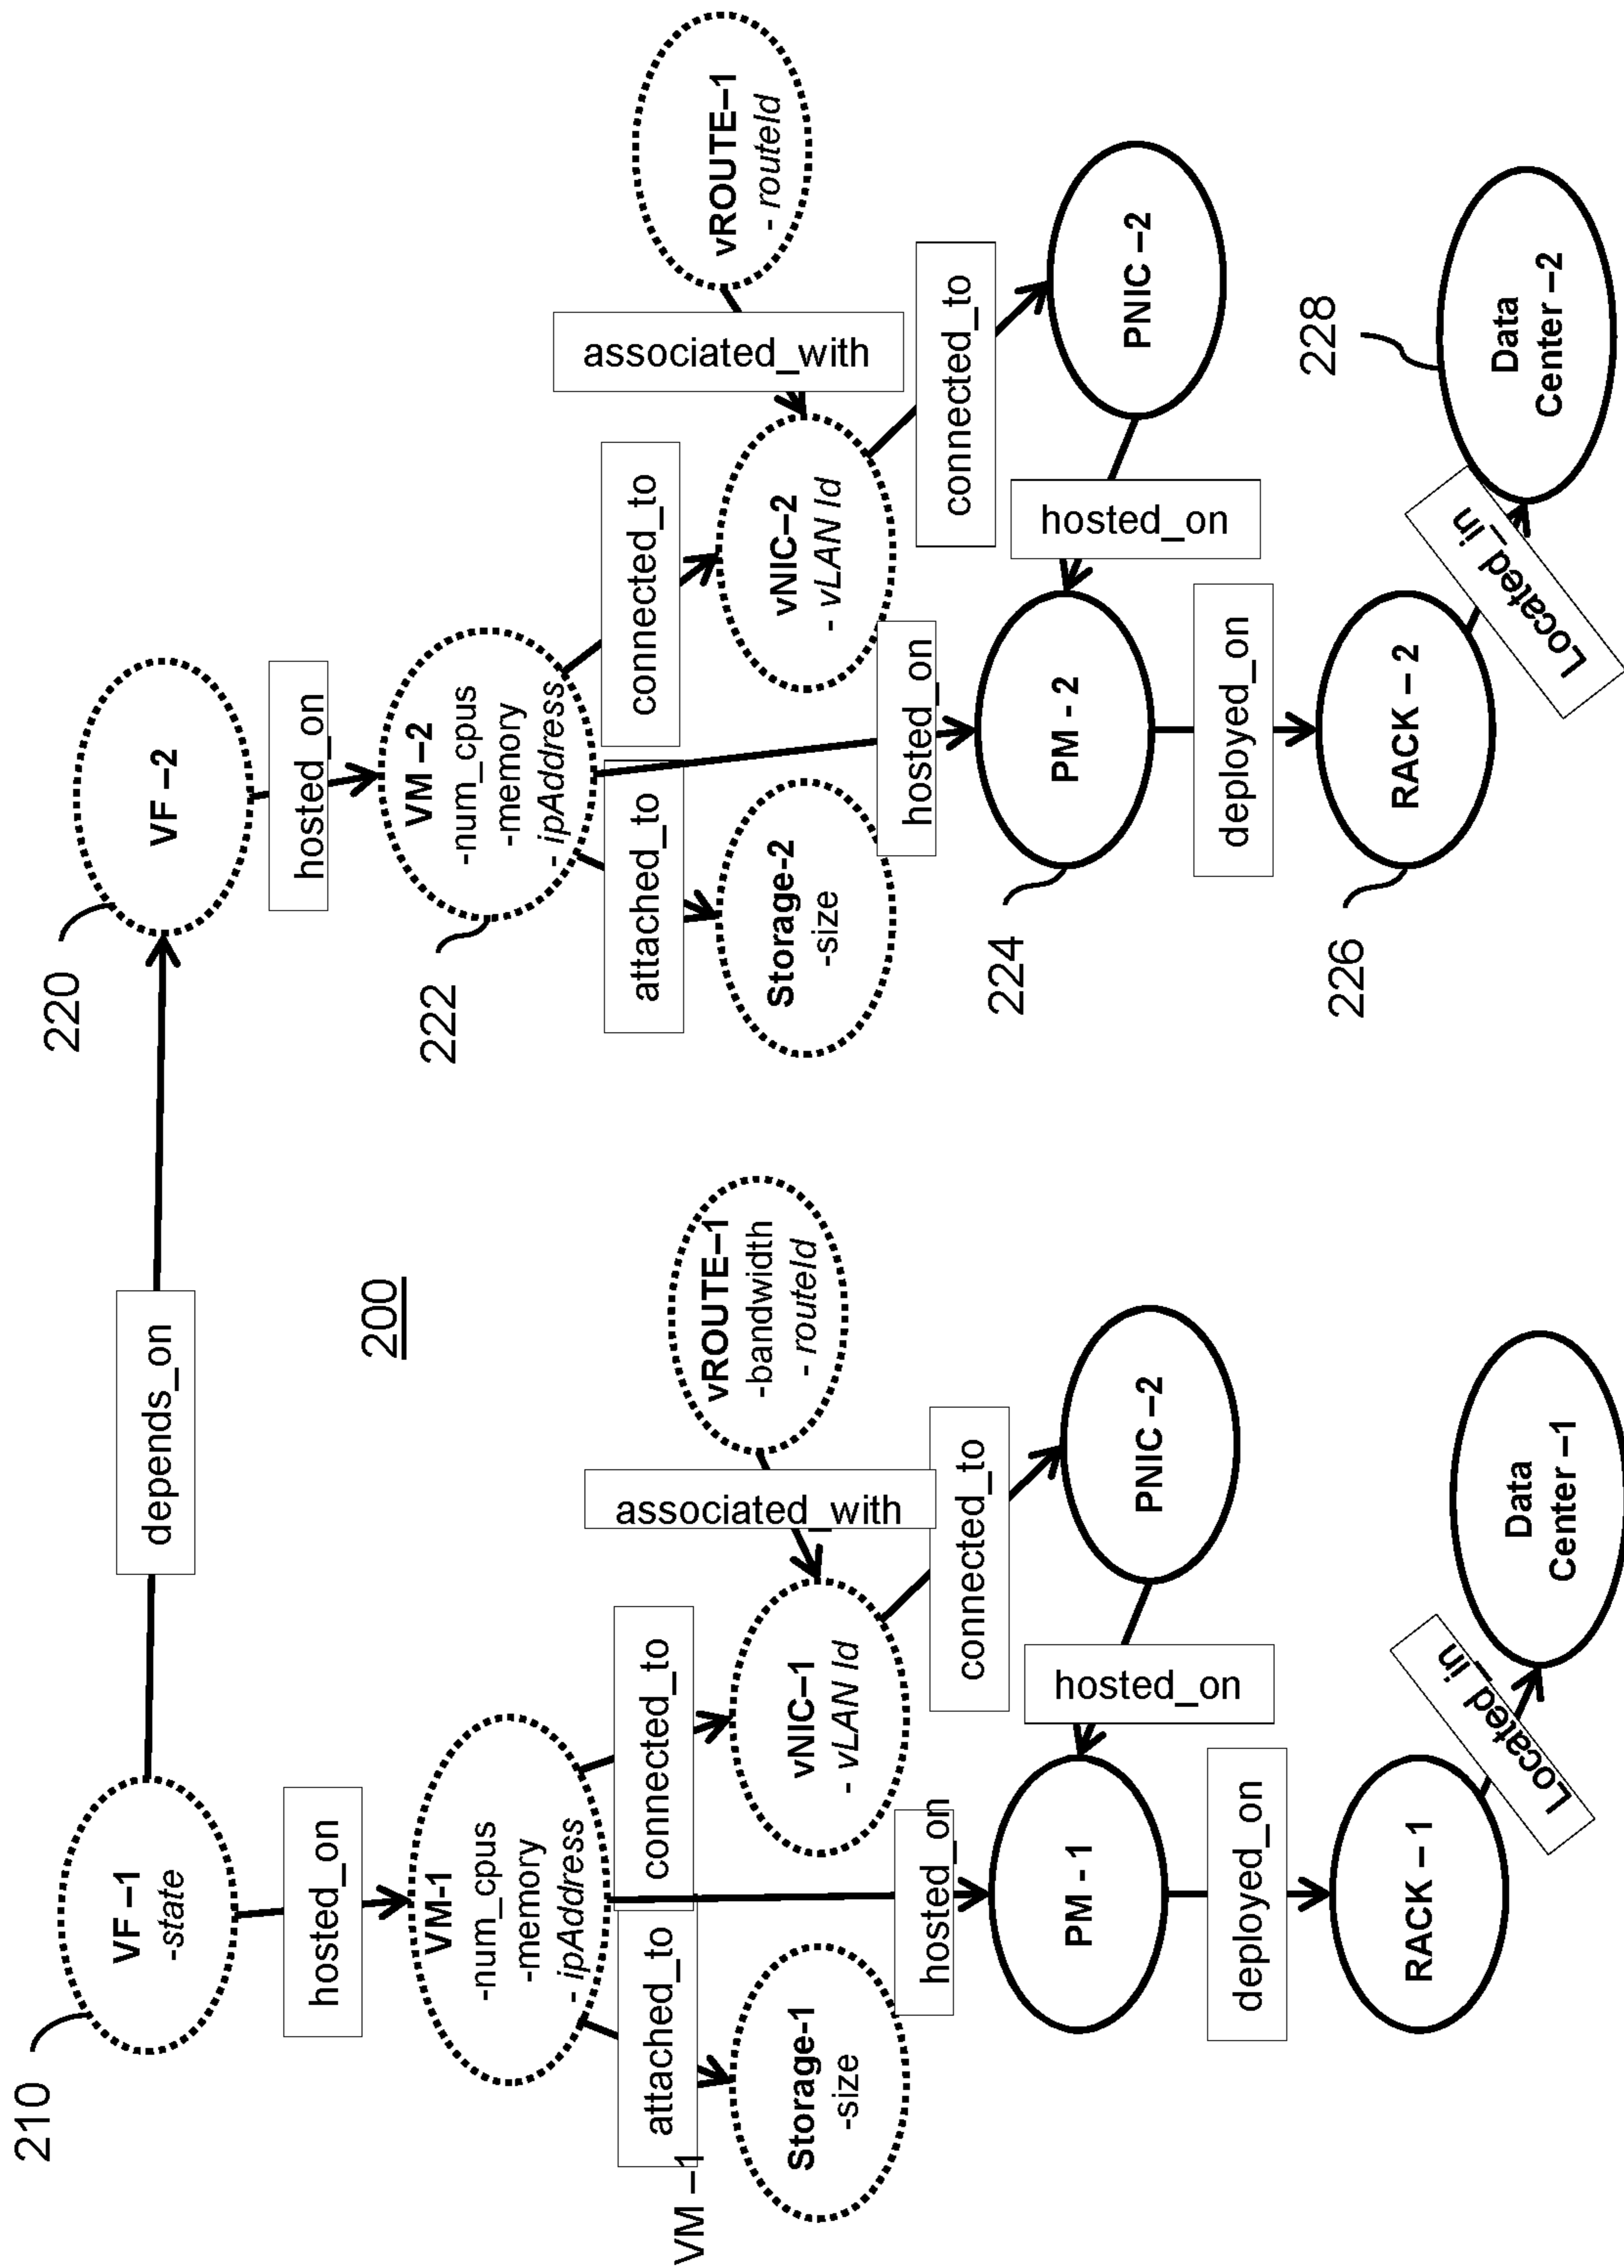 210
VF –1
-state
depends_on
220
VF –2
hosted_on
hosted_on
200
VM-1
-num_cpus
-memory
- ipAddress
222
VM –2
-num_cpus
-memory
- ipAddress
VM –1
attached_to
connected_to
associated_with
vROUTE–1
-bandwidth
- routeId
attached_to
connected_to
associated_with
vROUTE–1
- routeId
Storage-1
-size
vNIC–1
- vLAN Id
Storage-2
-size
vNIC–2
- vLAN Id
hosted_on
connected_to
hosted_on
connected_to
PM - 1
hosted_on
PNIC –2
224
PM - 2
hosted_on
PNIC –2
deployed_on
deployed_on
RACK – 1
Located_in
Data
Center –1
226
RACK – 2
Located_in
228
Data
Center –2